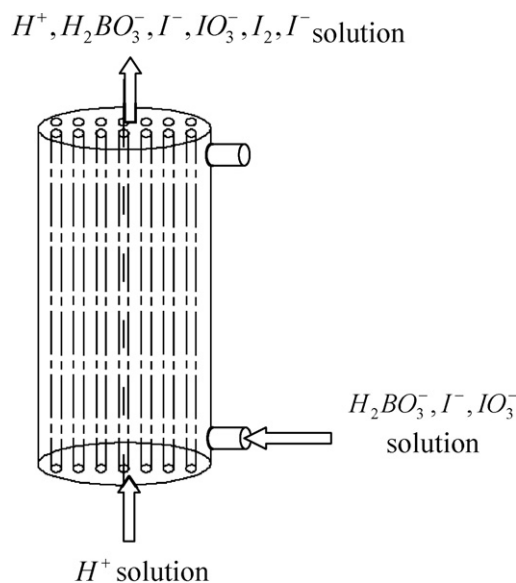 H⁺, H₂BO₃⁻, I⁻, IO₃⁻, I₂, I⁻ solution
H₂BO₃⁻, I⁻, IO₃⁻
solution
H⁺ solution